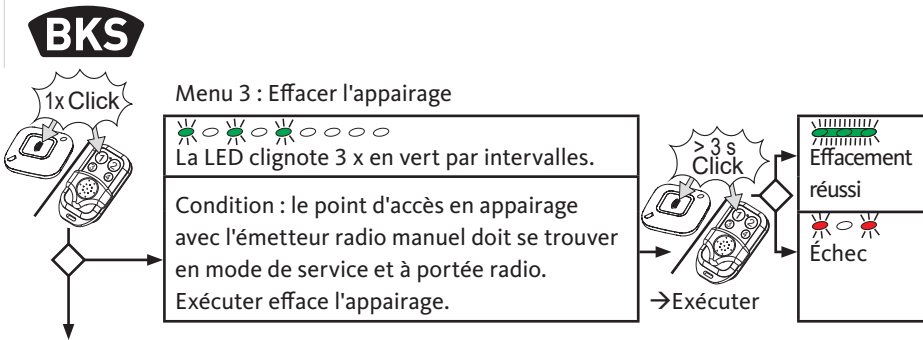 BKS
1x Click
Menu 3 : Effacer l'appairage
La LED clignote 3 x en vert par intervalles.
Condition : le point d'accès en appairage
avec l'émetteur radio manuel doit se trouver
en mode de service et à portée radio.
Exécuter efface l'appairage.
> 3 s
Click
→Exécuter
Effacement
réussi
Échec